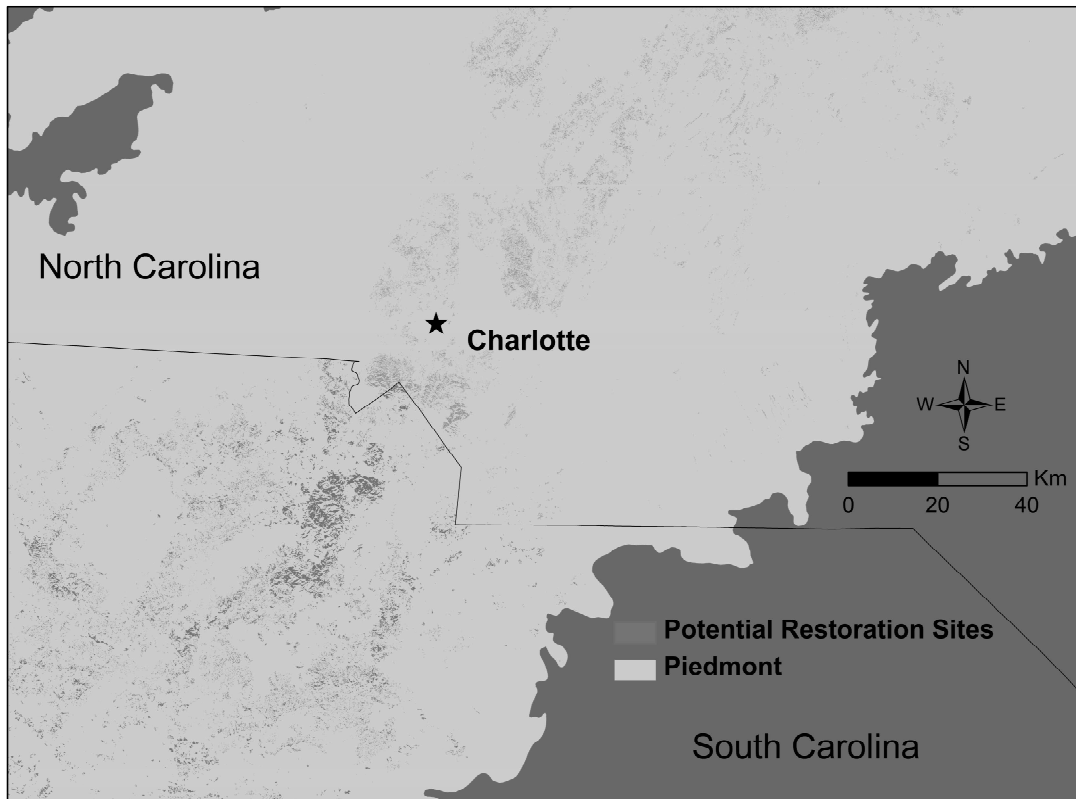 North Carolina
Charlotte
N
W E
S
Km
0 20 40
Potential Restoration Sites
Piedmont
South Carolina